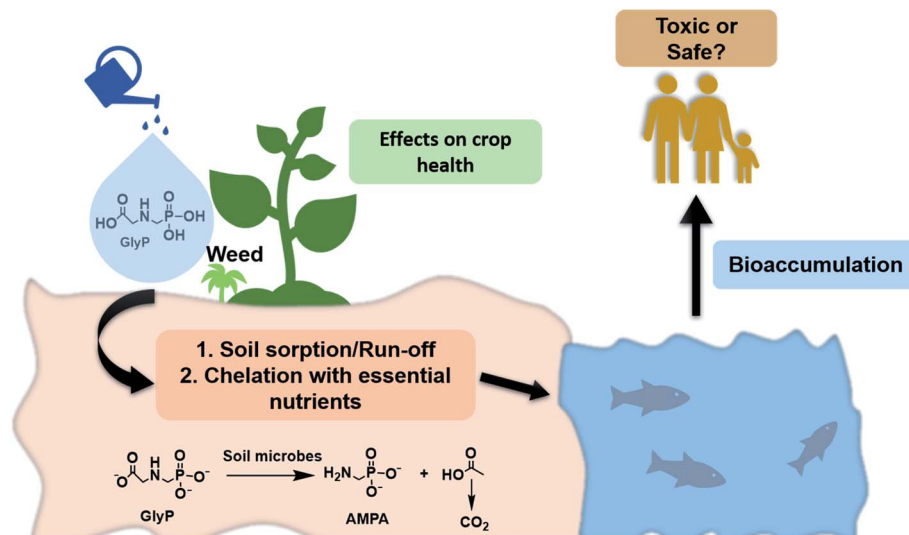 Toxic or
Safe?
Effects on crop
health
O
H
N
O
P
HO
OH
OH
GlyP
Weed
Bioaccumulation
1. Soil sorption/Run-off
2. Chelation with essential
nutrients
O
H
N
O
P
⁻O
O⁻
O⁻
GlyP
Soil microbes
O
H₂N
P
O⁻
O⁻
AMPA
+
O
HO
CO₂